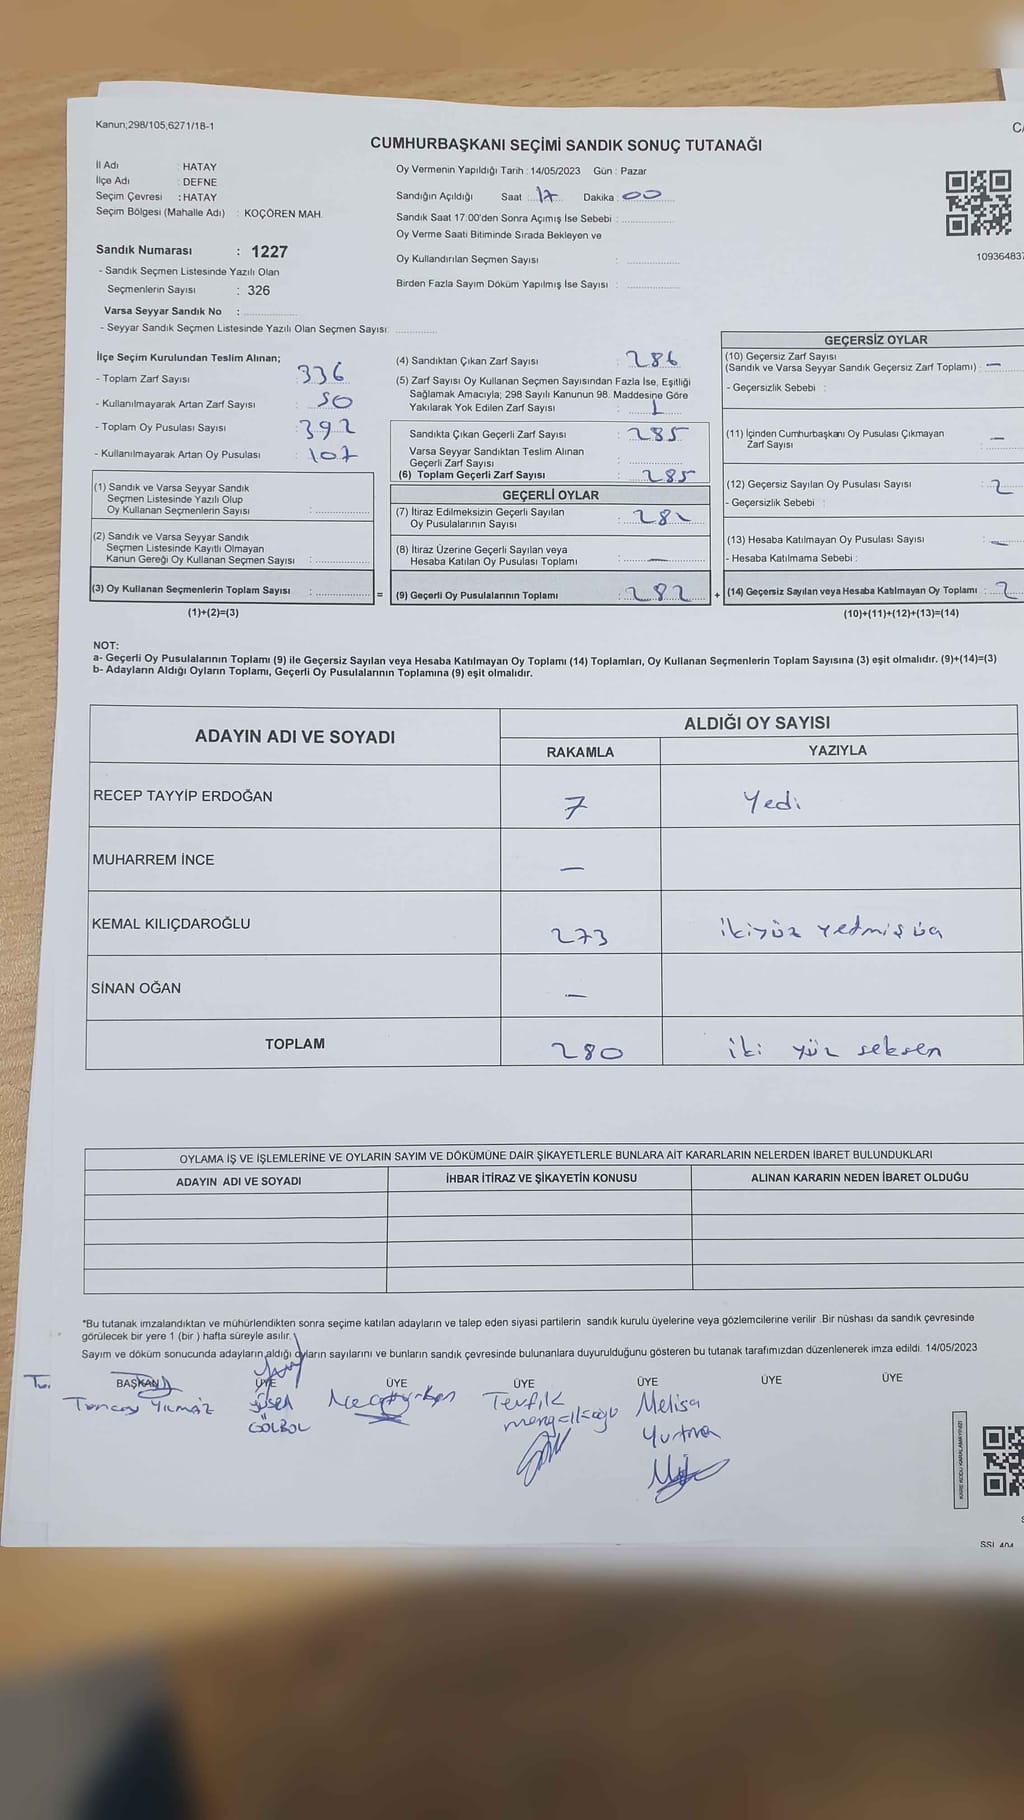 Kanun;298/105,6271/18-1
CUMHURBAŞKANI SEÇİMİ SANDIK SONUÇ TUTANAĞI
İl Adı : HATAY
İlçe Adı : DEFNE
Seçim Çevresi : HATAY
Seçim Bölgesi (Mahalle Adı) : KOÇÖREN MAH.
Sandık Numarası : 1227
- Sandık Seçmen Listesinde Yazılı Olan
Seçmenlerin Sayısı : 326
Varsa Seyyar Sandık No :
- Seyyar Sandık Seçmen Listesinde Yazılı Olan Seçmen Sayısı:
Oy Vermenin Yapıldığı Tarih : 14/05/2023 Gün : Pazar
Sandığın Açıldığı Saat : 17 Dakika : 00
Sandık Saat 17.00'den Sonra Açımış İse Sebebi :
Oy Verme Saati Bitiminde Sırada Bekleyen ve
Oy Kullandırılan Seçmen Sayısı :
Birden Fazla Sayım Döküm Yapılmış İse Sayısı :
10936483
İlçe Seçim Kurulundan Teslim Alınan;
- Toplam Zarf Sayısı : 336
- Kullanılmayarak Artan Zarf Sayısı : 50
- Toplam Oy Pusulası Sayısı : 392
- Kullanılmayarak Artan Oy Pusulası : 107
(1) Sandık ve Varsa Seyyar Sandık
Seçmen Listesinde Yazılı Olup
Oy Kullanan Seçmenlerin Sayısı :
(2) Sandık ve Varsa Seyyar Sandık
Seçmen Listesinde Kayıtlı Olmayan
Kanun Gereği Oy Kullanan Seçmen Sayısı :
(3) Oy Kullanan Seçmenlerin Toplam Sayısı :
(1)+(2)=(3)
(4) Sandıktan Çıkan Zarf Sayısı : 286
(5) Zarf Sayısı Oy Kullanan Seçmen Sayısından Fazla İse, Eşitliği
Sağlamak Amacıyla; 298 Sayılı Kanunun 98. Maddesine Göre
Yakılarak Yok Edilen Zarf Sayısı : 1
Sandıkta Çıkan Geçerli Zarf Sayısı : 285
Varsa Seyyar Sandıktan Teslim Alınan
Geçerli Zarf Sayısı :
(6) Toplam Geçerli Zarf Sayısı : 285
GEÇERLİ OYLAR
(7) İtiraz Edilmeksizin Geçerli Sayılan
Oy Pusulalarının Sayısı : 282
(8) İtiraz Üzerine Geçerli Sayılan veya
Hesaba Katılan Oy Pusulası Toplamı : —
= (9) Geçerli Oy Pusulalarının Toplamı : 282
GEÇERSİZ OYLAR
(10) Geçersiz Zarf Sayısı
(Sandık ve Varsa Seyyar Sandık Geçersiz Zarf Toplamı) : —
- Geçersizlik Sebebi :
(11) İçinden Cumhurbaşkanı Oy Pusulası Çıkmayan
Zarf Sayısı : —
(12) Geçersiz Sayılan Oy Pusulası Sayısı : 2
- Geçersizlik Sebebi :
(13) Hesaba Katılmayan Oy Pusulası Sayısı : —
- Hesaba Katılmama Sebebi :
+ (14) Geçersiz Sayılan veya Hesaba Katılmayan Oy Toplamı : 2
(10)+(11)+(12)+(13)=(14)
NOT:
a- Geçerli Oy Pusulalarının Toplamı (9) ile Geçersiz Sayılan veya Hesaba Katılmayan Oy Toplamı (14) Toplamları, Oy Kullanan Seçmenlerin Toplam Sayısına (3) eşit olmalıdır. (9)+(14)=(3)
b- Adayların Aldığı Oyların Toplamı, Geçerli Oy Pusulalarının Toplamına (9) eşit olmalıdır.
ADAYIN ADI VE SOYADI
ALDIĞI OY SAYISI
RAKAMLA YAZIYLA
RECEP TAYYİP ERDOĞAN 7 Yedi
MUHARREM İNCE —
KEMAL KILIÇDAROĞLU 273 ikiyüz yetmiş üç
SİNAN OĞAN —
TOPLAM 280 iki yüz seksen
OYLAMA İŞ VE İŞLEMLERİNE VE OYLARIN SAYIM VE DÖKÜMÜNE DAİR ŞİKAYETLERLE BUNLARA AİT KARARLARIN NELERDEN İBARET BULUNDUKLARI
ADAYIN ADI VE SOYADI İHBAR İTİRAZ VE ŞİKAYETİN KONUSU ALINAN KARARIN NEDEN İBARET OLDUĞU
*Bu tutanak imzalandıktan ve mühürlendikten sonra seçime katılan adayların ve talep eden siyasi partilerin sandık kurulu üyelerine veya gözlemcilerine verilir .Bir nüshası da sandık çevresinde
görülecek bir yere 1 (bir ) hafta süreyle asılır.
Sayım ve döküm sonucunda adayların aldığı oyların sayılarını ve bunların sandık çevresinde bulunanlara duyurulduğunu gösteren bu tutanak tarafımızdan düzenlenerek imza edildi. 14/05/2023
BAŞKAN ÜYE ÜYE ÜYE ÜYE ÜYE ÜYE
Tuncay Yılmaz
GÖLBOL
Tevfik
Melisa
KARE KODU KARALAMAYINIZ!